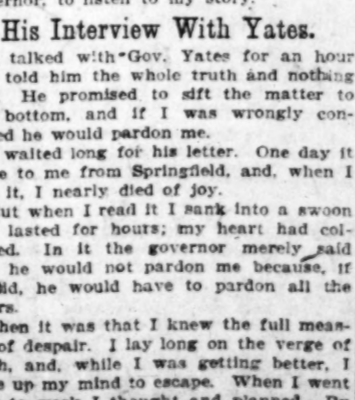 ernor, to listen to my story.
His Interview With Yates.
talked with Gov. Yates for an hour
told him the whole truth and nothing
He promised to sift the matter to
bottom, and if I was wrongly con-
ed he would pardon me.
waited long for his letter. One day it
e to me from Springfield, and, when I
it, I nearly died of joy.
ut when I read it I sank into a swoon
lasted for hours; my heart had col-
ed. In it the governor merely said
he would not pardon me because, if
did, he would have to pardon all the
rs.
hen it was that I knew the full meas-
of despair. I lay long on the verge of
h, and, while I was getting better, I
e up my mind to escape. When I went
I thought and planned.